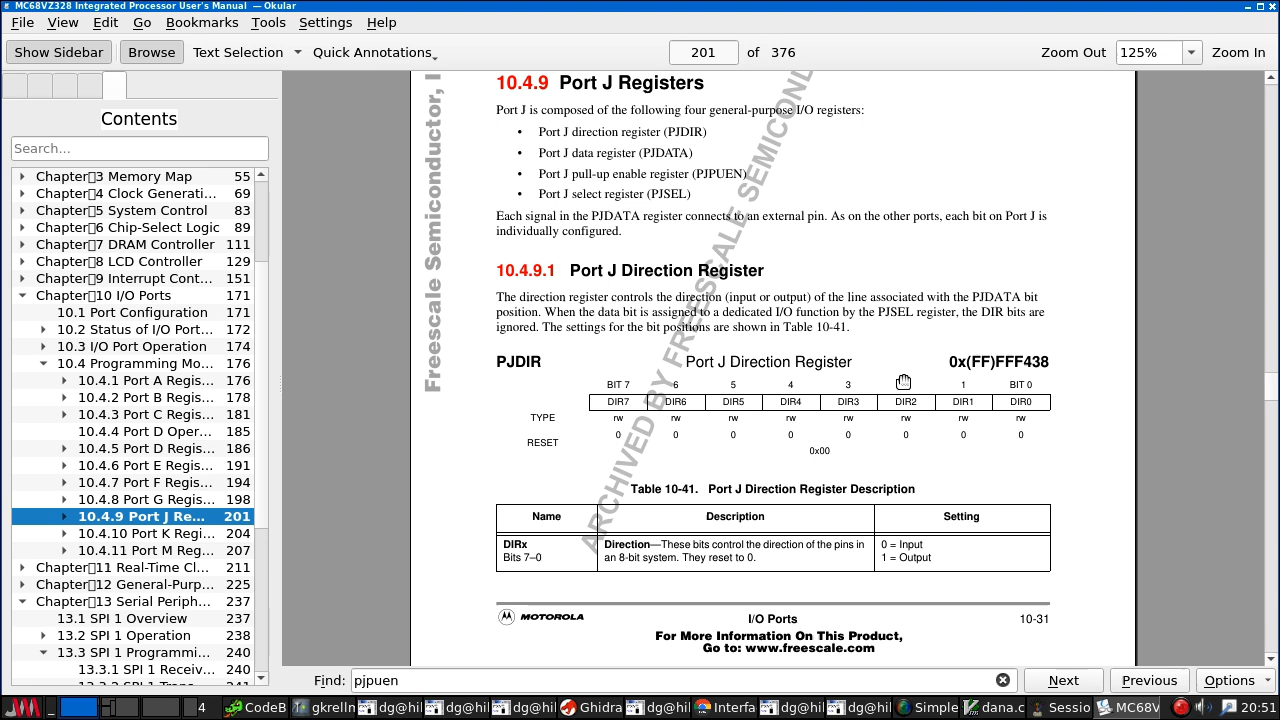 MC68VZ328 Integrated Processor User's Manual — Okular
File View Edit Go Bookmarks Tools Settings Help
Show Sidebar Browse Text Selection Quick Annotations 201 of 376 Zoom Out 125% Zoom In
Contents
Search...
Chapter 3 Memory Map 55
Chapter 4 Clock Generati... 69
Chapter 5 System Control 83
Chapter 6 Chip-Select Logic 89
Chapter 7 DRAM Controller 111
Chapter 8 LCD Controller 129
Chapter 9 Interrupt Cont... 151
Chapter 10 I/O Ports 171
10.1 Port Configuration 171
10.2 Status of I/O Port... 172
10.3 I/O Port Operation 174
10.4 Programming Mo... 176
10.4.1 Port A Regis... 176
10.4.2 Port B Regis... 178
10.4.3 Port C Regis... 181
10.4.4 Port D Oper... 185
10.4.5 Port D Regis... 186
10.4.6 Port E Regis... 191
10.4.7 Port F Regis... 194
10.4.8 Port G Regis... 198
10.4.9 Port J Re... 201
10.4.10 Port K Regi... 204
10.4.11 Port M Reg... 207
Chapter 11 Real-Time Cl... 211
Chapter 12 General-Purp... 225
Chapter 13 Serial Periph... 237
13.1 SPI 1 Overview 237
13.2 SPI 1 Operation 238
13.3 SPI 1 Programmi... 240
13.3.1 SPI 1 Receiv... 240
Freescale Semiconductor, I
ARCHIVED BY FREESCALE SEMICONL
10.4.9 Port J Registers
Port J is composed of the following four general-purpose I/O registers:
• Port J direction register (PJDIR)
• Port J data register (PJDATA)
• Port J pull-up enable register (PJPUEN)
• Port J select register (PJSEL)
Each signal in the PJDATA register connects to an external pin. As on the other ports, each bit on Port J is
individually configured.
10.4.9.1 Port J Direction Register
The direction register controls the direction (input or output) of the line associated with the PJDATA bit
position. When the data bit is assigned to a dedicated I/O function by the PJSEL register, the DIR bits are
ignored. The settings for the bit positions are shown in Table 10-41.
PJDIR Port J Direction Register 0x(FF)FFF438
BIT 7 6 5 4 3 1 BIT 0
DIR7 DIR6 DIR5 DIR4 DIR3 DIR2 DIR1 DIR0
TYPE rw rw rw rw rw rw rw rw
RESET 0 0 0 0 0 0 0 0
0x00
Table 10-41. Port J Direction Register Description
Name Description Setting
DIRx Direction—These bits control the direction of the pins in 0 = Input
Bits 7–0 an 8-bit system. They reset to 0. 1 = Output
MOTOROLA I/O Ports 10-31
For More Information On This Product,
Go to: www.freescale.com
Find: pjpuen Next Previous Options
4 CodeB gkrelln dg@hil dg@hil dg@hil Ghidra dg@hil Interfa dg@hil dg@hil Simple dana.c Sessio MC68V 20:51